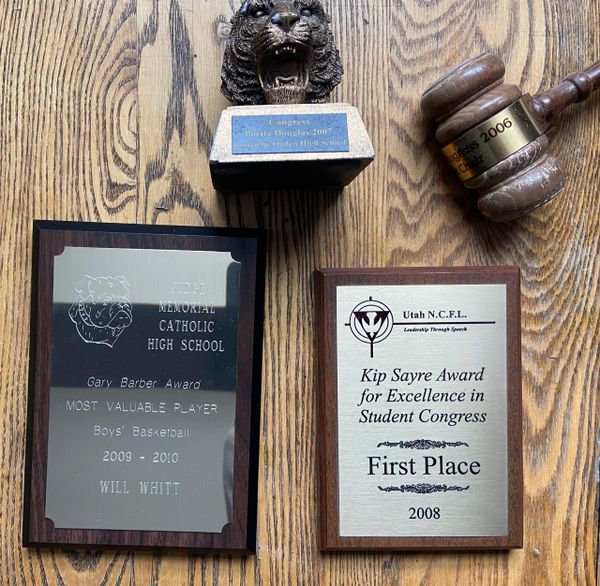 Congress
Portia Douglas 2007
Hosted by Ogden High School
2006
JUDGE
MEMORIAL
CATHOLIC
HIGH SCHOOL
Gary Barber Award
MOST VALUABLE PLAYER
Boys' Basketball
2009 - 2010
WILL WHITT
Utah N.C.F.L.
Leadership Through Speech
Kip Sayre Award
for Excellence in
Student Congress
First Place
2008